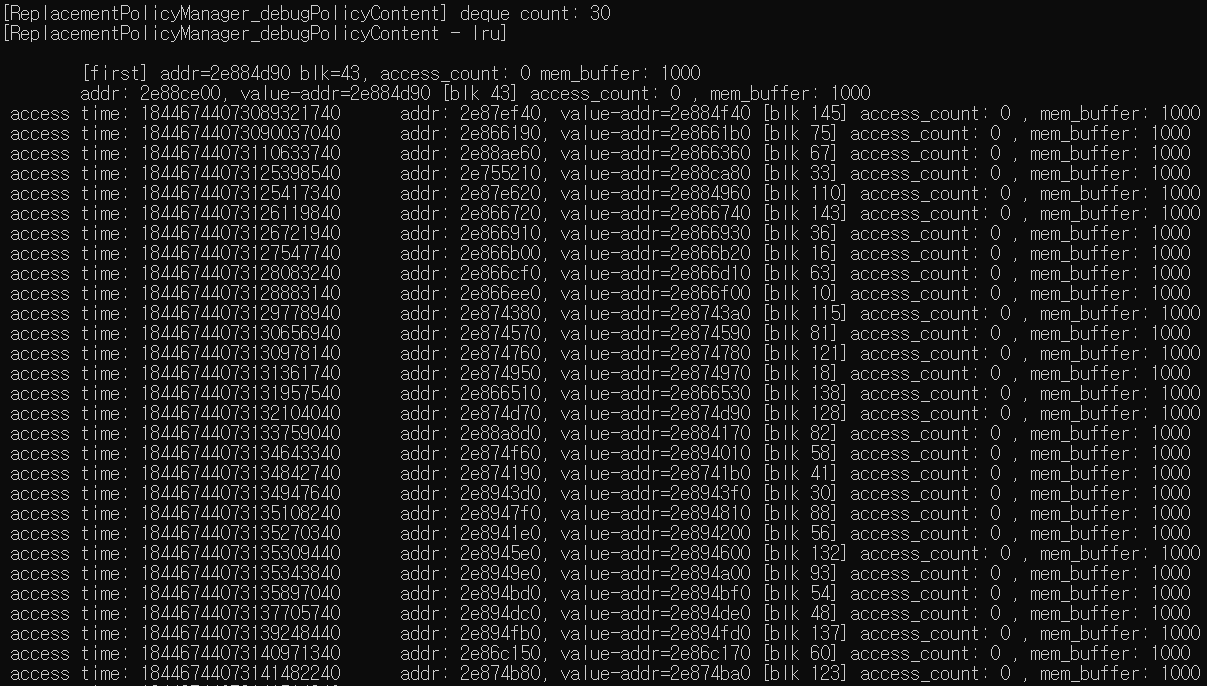 [ReplacementPolicyManager_debugPolicyContent] deque count: 30
[ReplacementPolicyManager_debugPolicyContent - lru]
[first] addr=2e884d90 blk=43, access_count: 0 mem_buffer: 1000
addr: 2e88ce00, value-addr=2e884d90 [blk 43] access_count: 0 , mem_buffer: 1000
access time: 18446744073089321740 addr: 2e87ef40, value-addr=2e884f40 [blk 145] access_count: 0 , mem_buffer: 1000
access time: 18446744073090037040 addr: 2e866190, value-addr=2e8661b0 [blk 75] access_count: 0 , mem_buffer: 1000
access time: 18446744073110633740 addr: 2e88ae60, value-addr=2e866360 [blk 67] access_count: 0 , mem_buffer: 1000
access time: 18446744073125398540 addr: 2e755210, value-addr=2e88ca80 [blk 33] access_count: 0 , mem_buffer: 1000
access time: 18446744073125417340 addr: 2e87e620, value-addr=2e884960 [blk 110] access_count: 0 , mem_buffer: 1000
access time: 18446744073126119840 addr: 2e866720, value-addr=2e866740 [blk 143] access_count: 0 , mem_buffer: 1000
access time: 18446744073126721940 addr: 2e866910, value-addr=2e866930 [blk 36] access_count: 0 , mem_buffer: 1000
access time: 18446744073127547740 addr: 2e866b00, value-addr=2e866b20 [blk 16] access_count: 0 , mem_buffer: 1000
access time: 18446744073128083240 addr: 2e866cf0, value-addr=2e866d10 [blk 63] access_count: 0 , mem_buffer: 1000
access time: 18446744073128883140 addr: 2e866ee0, value-addr=2e866f00 [blk 10] access_count: 0 , mem_buffer: 1000
access time: 18446744073129778940 addr: 2e874380, value-addr=2e8743a0 [blk 115] access_count: 0 , mem_buffer: 1000
access time: 18446744073130656940 addr: 2e874570, value-addr=2e874590 [blk 81] access_count: 0 , mem_buffer: 1000
access time: 18446744073130978140 addr: 2e874760, value-addr=2e874780 [blk 121] access_count: 0 , mem_buffer: 1000
access time: 18446744073131361740 addr: 2e874950, value-addr=2e874970 [blk 18] access_count: 0 , mem_buffer: 1000
access time: 18446744073131957540 addr: 2e866510, value-addr=2e866530 [blk 138] access_count: 0 , mem_buffer: 1000
access time: 18446744073132104040 addr: 2e874d70, value-addr=2e874d90 [blk 128] access_count: 0 , mem_buffer: 1000
access time: 18446744073133759040 addr: 2e88a8d0, value-addr=2e884170 [blk 82] access_count: 0 , mem_buffer: 1000
access time: 18446744073134643340 addr: 2e874f60, value-addr=2e894010 [blk 58] access_count: 0 , mem_buffer: 1000
access time: 18446744073134842740 addr: 2e874190, value-addr=2e8741b0 [blk 41] access_count: 0 , mem_buffer: 1000
access time: 18446744073134947640 addr: 2e8943d0, value-addr=2e8943f0 [blk 30] access_count: 0 , mem_buffer: 1000
access time: 18446744073135108240 addr: 2e8947f0, value-addr=2e894810 [blk 88] access_count: 0 , mem_buffer: 1000
access time: 18446744073135270340 addr: 2e8941e0, value-addr=2e894200 [blk 56] access_count: 0 , mem_buffer: 1000
access time: 18446744073135309440 addr: 2e8945e0, value-addr=2e894600 [blk 132] access_count: 0 , mem_buffer: 1000
access time: 18446744073135343840 addr: 2e8949e0, value-addr=2e894a00 [blk 93] access_count: 0 , mem_buffer: 1000
access time: 18446744073135897040 addr: 2e894bd0, value-addr=2e894bf0 [blk 54] access_count: 0 , mem_buffer: 1000
access time: 18446744073137705740 addr: 2e894dc0, value-addr=2e894de0 [blk 48] access_count: 0 , mem_buffer: 1000
access time: 18446744073139248440 addr: 2e894fb0, value-addr=2e894fd0 [blk 137] access_count: 0 , mem_buffer: 1000
access time: 18446744073140971340 addr: 2e86c150, value-addr=2e86c170 [blk 60] access_count: 0 , mem_buffer: 1000
access time: 18446744073141482240 addr: 2e874b80, value-addr=2e874ba0 [blk 123] access_count: 0 , mem_buffer: 1000